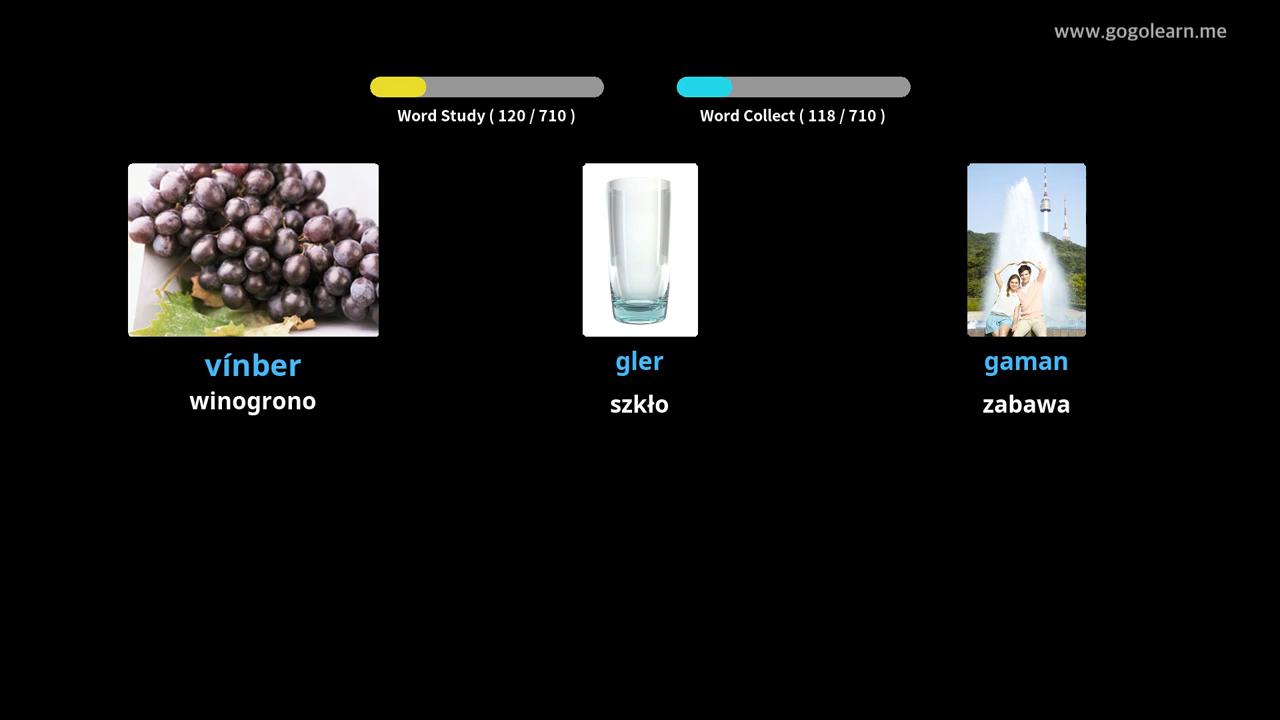 www.gogolearn.me
Word Study ( 120 / 710 )
Word Collect ( 118 / 710 )
vínber
winogrono
gler
szkło
gaman
zabawa